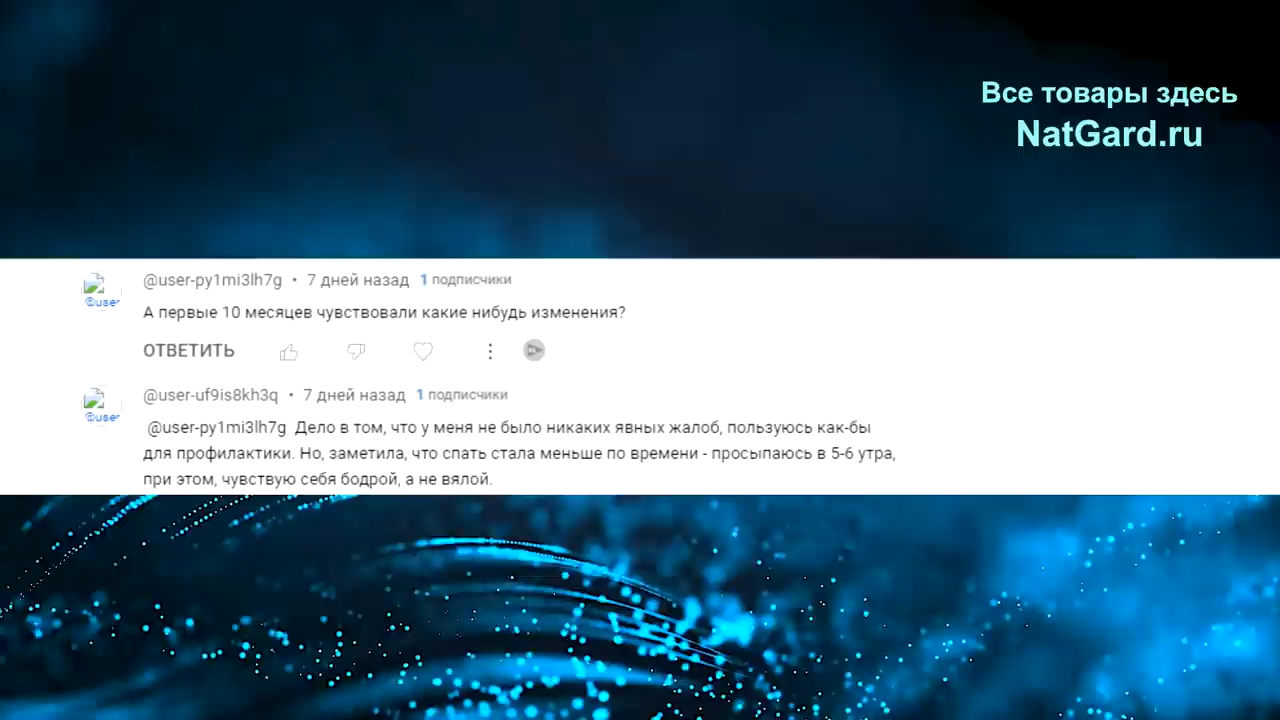 Все товары здесь
NatGard.ru
@user-py1mi3lh7g • 7 дней назад 1 подписчики
@user
А первые 10 месяцев чувствовали какие нибудь изменения?
ОТВЕТИТЬ
@user-uf9is8kh3q • 7 дней назад 1 подписчики
@user
@user-py1mi3lh7g Дело в том, что у меня не было никаких явных жалоб, пользуюсь как-бы
для профилактики. Но, заметила, что спать стала меньше по времени - просыпаюсь в 5-6 утра,
при этом, чувствую себя бодрой, а не вялой.